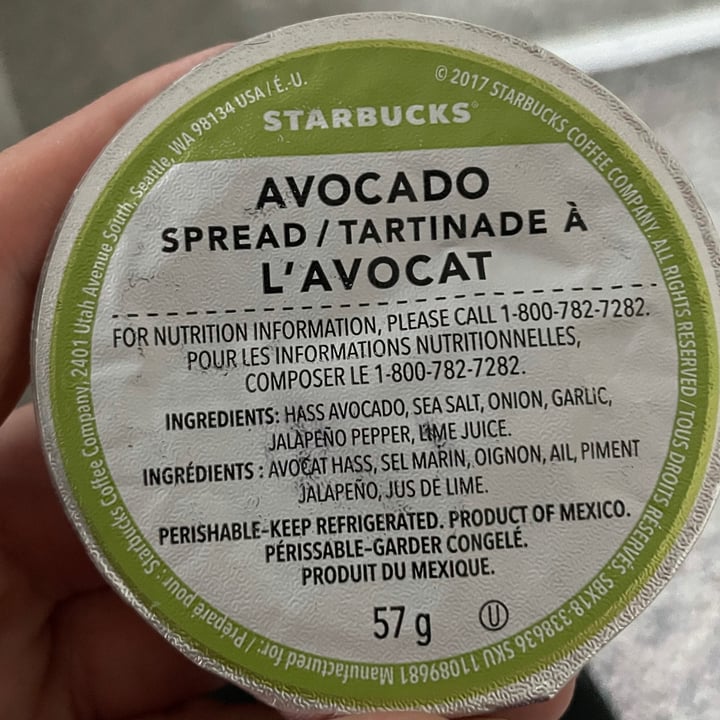 STARBUCKS®
AVOCADO
SPREAD / TARTINADE À
L'AVOCAT
FOR NUTRITION INFORMATION, PLEASE CALL 1-800-782-7282.
POUR LES INFORMATIONS NUTRITIONNELLES,
COMPOSER LE 1-800-782-7282.
INGREDIENTS: HASS AVOCADO, SEA SALT, ONION, GARLIC,
JALAPEÑO PEPPER, LIME JUICE.
INGRÉDIENTS : AVOCAT HASS, SEL MARIN, OIGNON, AIL, PIMENT
JALAPEÑO, JUS DE LIME.
PERISHABLE–KEEP REFRIGERATED. PRODUCT OF MEXICO.
PÉRISSABLE–GARDER CONGELÉ.
PRODUIT DU MEXIQUE.
57 g U
© 2017 STARBUCKS COFFEE COMPANY. ALL RIGHTS RESERVED / TOUS DROITS RÉSERVÉS. SBX18-338636 SKU 11089681
Manufactured for: / Préparé pour : Starbucks Coffee Company, 2401 Utah Avenue South, Seattle, WA 98134 USA / É.-U.